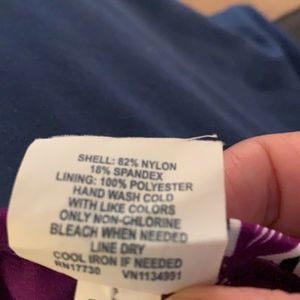 SHELL: 82% NYLON
18% SPANDEX
LINING: 100% POLYESTER
HAND WASH COLD
WITH LIKE COLORS
ONLY NON-CHLORINE
BLEACH WHEN NEEDED
LINE DRY
COOL IRON IF NEEDED
RN17730 VN1134991